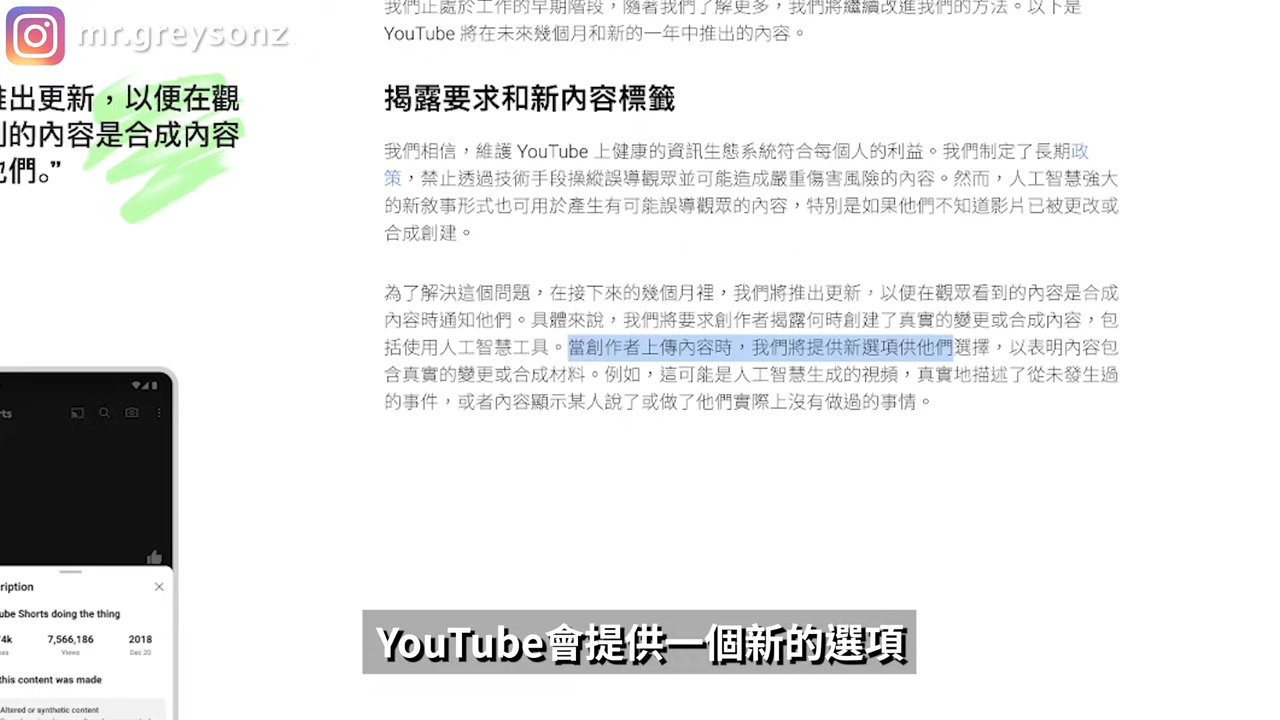 我們正處於工作的早期階段，隨著我們了解更多，我們將繼續改進我們的方法。以下是
YouTube 將在未來幾個月和新的一年中推出的內容。
mr.greysonz
出更新，以便在觀
的內容是合成內容
們。”
揭露要求和新內容標籤
我們相信，維護 YouTube 上健康的資訊生態系統符合每個人的利益。我們制定了長期政
策，禁止透過技術手段操縱誤導觀眾並可能造成嚴重傷害風險的內容。然而，人工智慧強大
的新敘事形式也可用於產生有可能誤導觀眾的內容，特別是如果他們不知道影片已被更改或
合成創建。
為了解決這個問題，在接下來的幾個月裡，我們將推出更新，以便在觀眾看到的內容是合成
內容時通知他們。具體來說，我們將要求創作者揭露何時創建了真實的變更或合成內容，包
括使用人工智慧工具。當創作者上傳內容時，我們將提供新選項供他們選擇，以表明內容包
含真實的變更或合成材料。例如，這可能是人工智慧生成的視頻，真實地描述了從未發生過
的事件，或者內容顯示某人說了或做了他們實際上沒有做過的事情。
rts
ription
ube Shorts doing the thing
4k 7,566,186 2018
Views Dec 20
this content was made
Altered or synthetic content
YouTube會提供一個新的選項